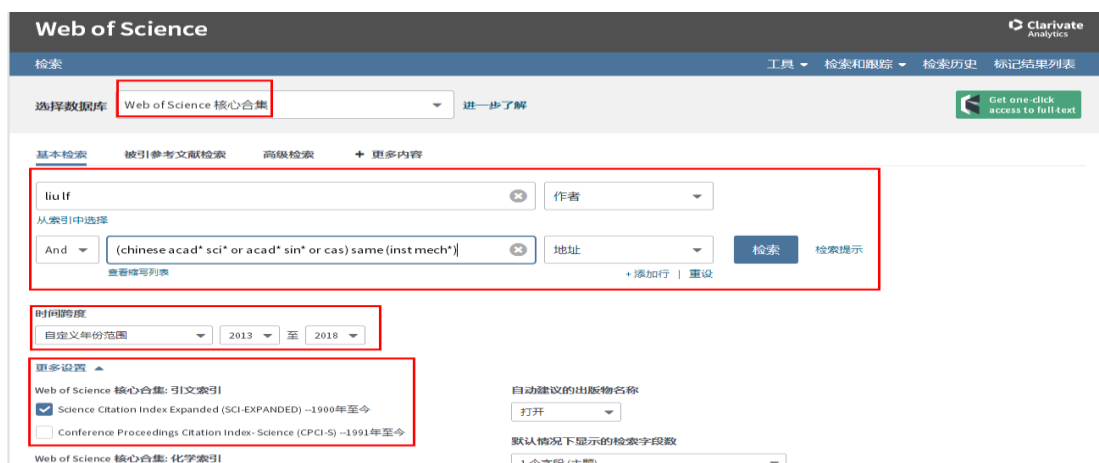 Web of Science
Clarivate
Analytics
检索
工具 检索和跟踪 检索历史 标记结果列表
选择数据库 Web of Science 核心合集 进一步了解
Get one-click
access to full-text
基本检索 被引参考文献检索 高级检索 + 更多内容
liu lf 作者
从索引中选择
And (chinese acad* sci* or acad* sin* or cas) same (inst mech*) 地址 检索 检索提示
查看缩写列表 + 添加行 | 重设
时间跨度
自定义年份范围 2013 至 2018
更多设置
Web of Science 核心合集: 引文索引 自动建议的出版物名称
Science Citation Index Expanded (SCI-EXPANDED) --1900年至今 打开
Conference Proceedings Citation Index- Science (CPCI-S) --1991年至今
默认情况下显示的检索字段数
Web of Science 核心合集: 化学索引
1 个字段 (主题)